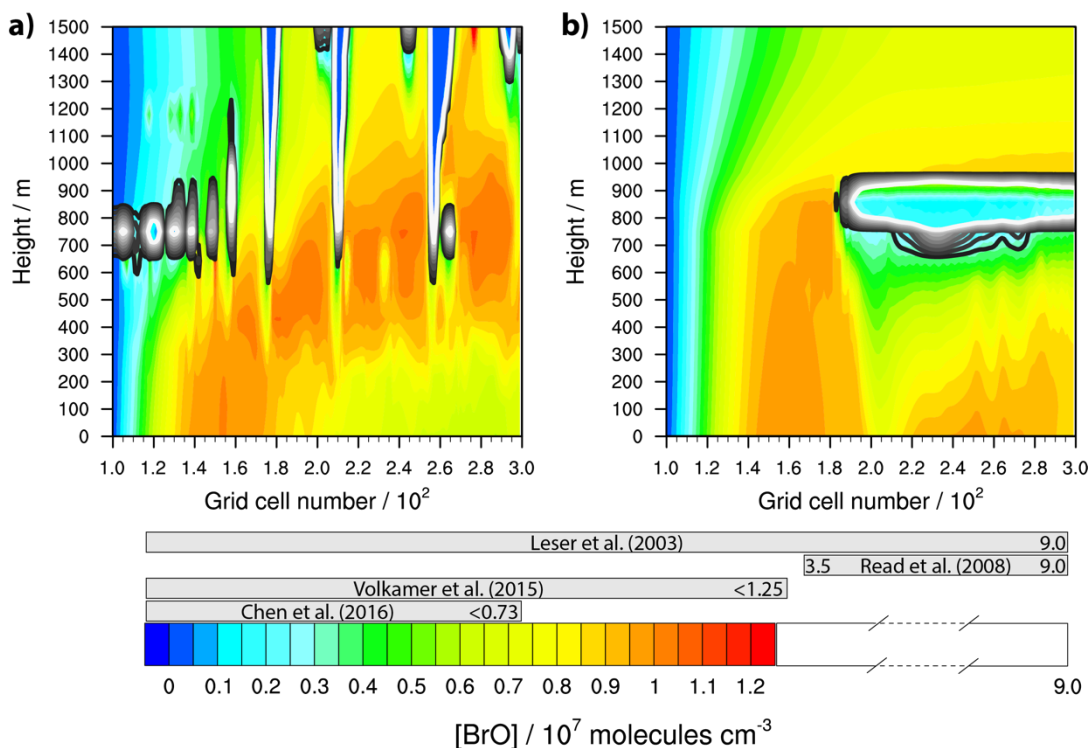 a)
b)
1500
1400
1300
1200
1100
1000
900
800
700
600
500
400
300
200
100
0
Height / m
1.0 1.2 1.4 1.6 1.8 2.0 2.2 2.4 2.6 2.8 3.0
Grid cell number / 10²
1500
1400
1300
1200
1100
1000
900
800
700
600
500
400
300
200
100
0
Height / m
1.0 1.2 1.4 1.6 1.8 2.0 2.2 2.4 2.6 2.8 3.0
Grid cell number / 10²
Leser et al. (2003) 9.0
3.5 Read et al. (2008) 9.0
Volkamer et al. (2015) <1.25
Chen et al. (2016) <0.73
0 0.1 0.2 0.3 0.4 0.5 0.6 0.7 0.8 0.9 1 1.1 1.2 9.0
[BrO] / 10⁷ molecules cm⁻³